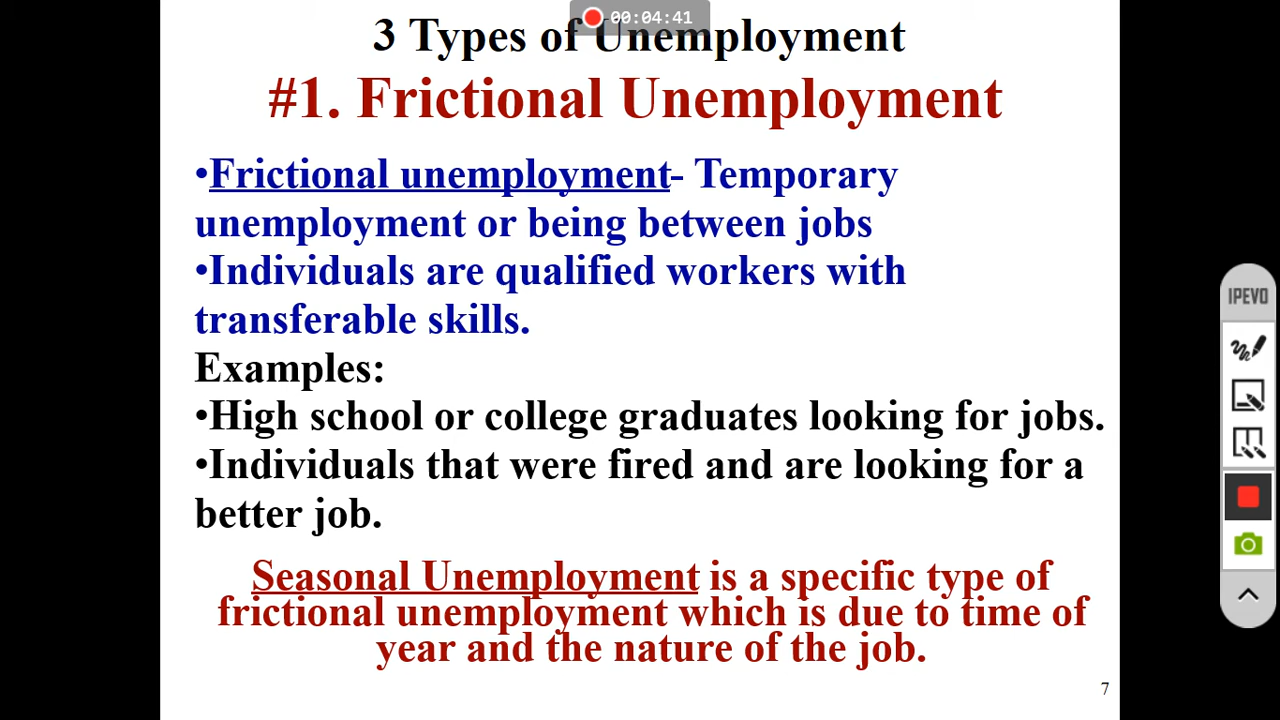 00:04:41
3 Types of Unemployment
#1. Frictional Unemployment
•Frictional unemployment- Temporary
unemployment or being between jobs
•Individuals are qualified workers with
transferable skills.
Examples:
•High school or college graduates looking for jobs.
•Individuals that were fired and are looking for a
better job.
Seasonal Unemployment is a specific type of
frictional unemployment which is due to time of
year and the nature of the job.
7
IPEVO